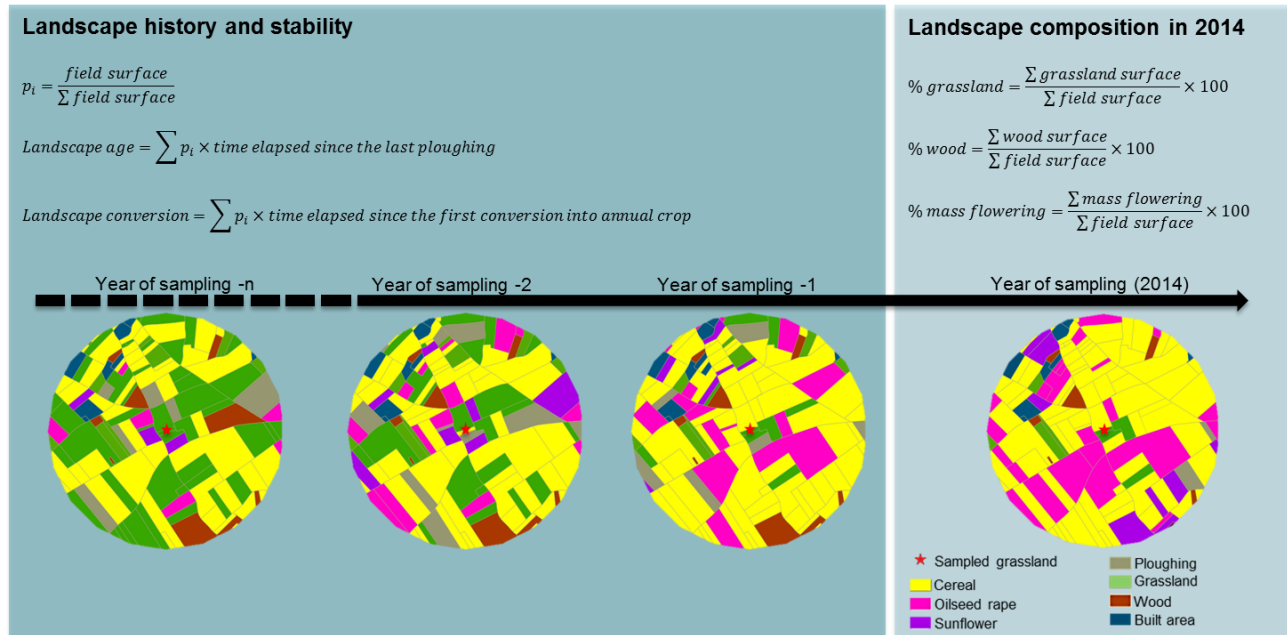 Landscape history and stability
p_i = field surface / ∑ field surface
Landscape age = ∑ p_i × time elapsed since the last ploughing
Landscape conversion = ∑ p_i × time elapsed since the first conversion into annual crop
Landscape composition in 2014
% grassland = ∑ grassland surface / ∑ field surface × 100
% wood = ∑ wood surface / ∑ field surface × 100
% mass flowering = ∑ mass flowering / ∑ field surface × 100
Year of sampling -n
Year of sampling -2
Year of sampling -1
Year of sampling (2014)
Sampled grassland
Cereal
Oilseed rape
Sunflower
Ploughing
Grassland
Wood
Built area